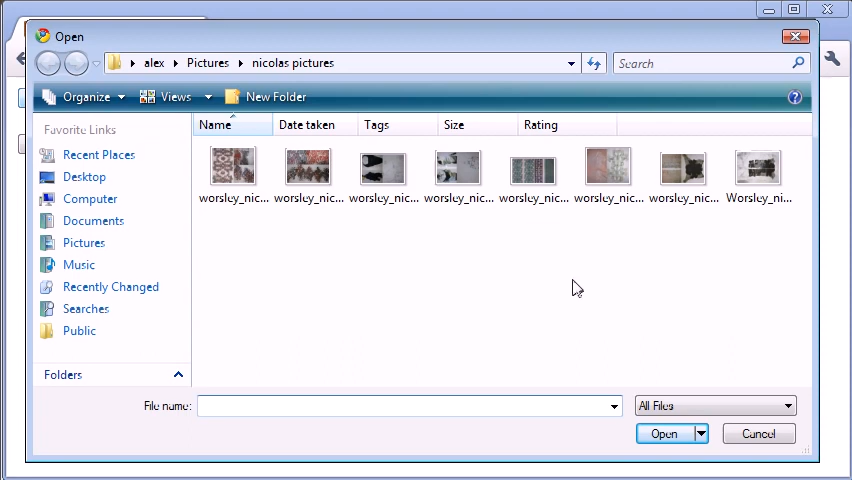 Open
alex Pictures nicolas pictures Search
Organize Views New Folder
Favorite Links
Recent Places
Desktop
Computer
Documents
Pictures
Music
Recently Changed
Searches
Public
Folders
Name Date taken Tags Size Rating
worsley_nic... worsley_nic... worsley_nic... worsley_nic... worsley_nic... worsley_nic... worsley_nic... Worsley_ni...
File name: All Files
Open Cancel